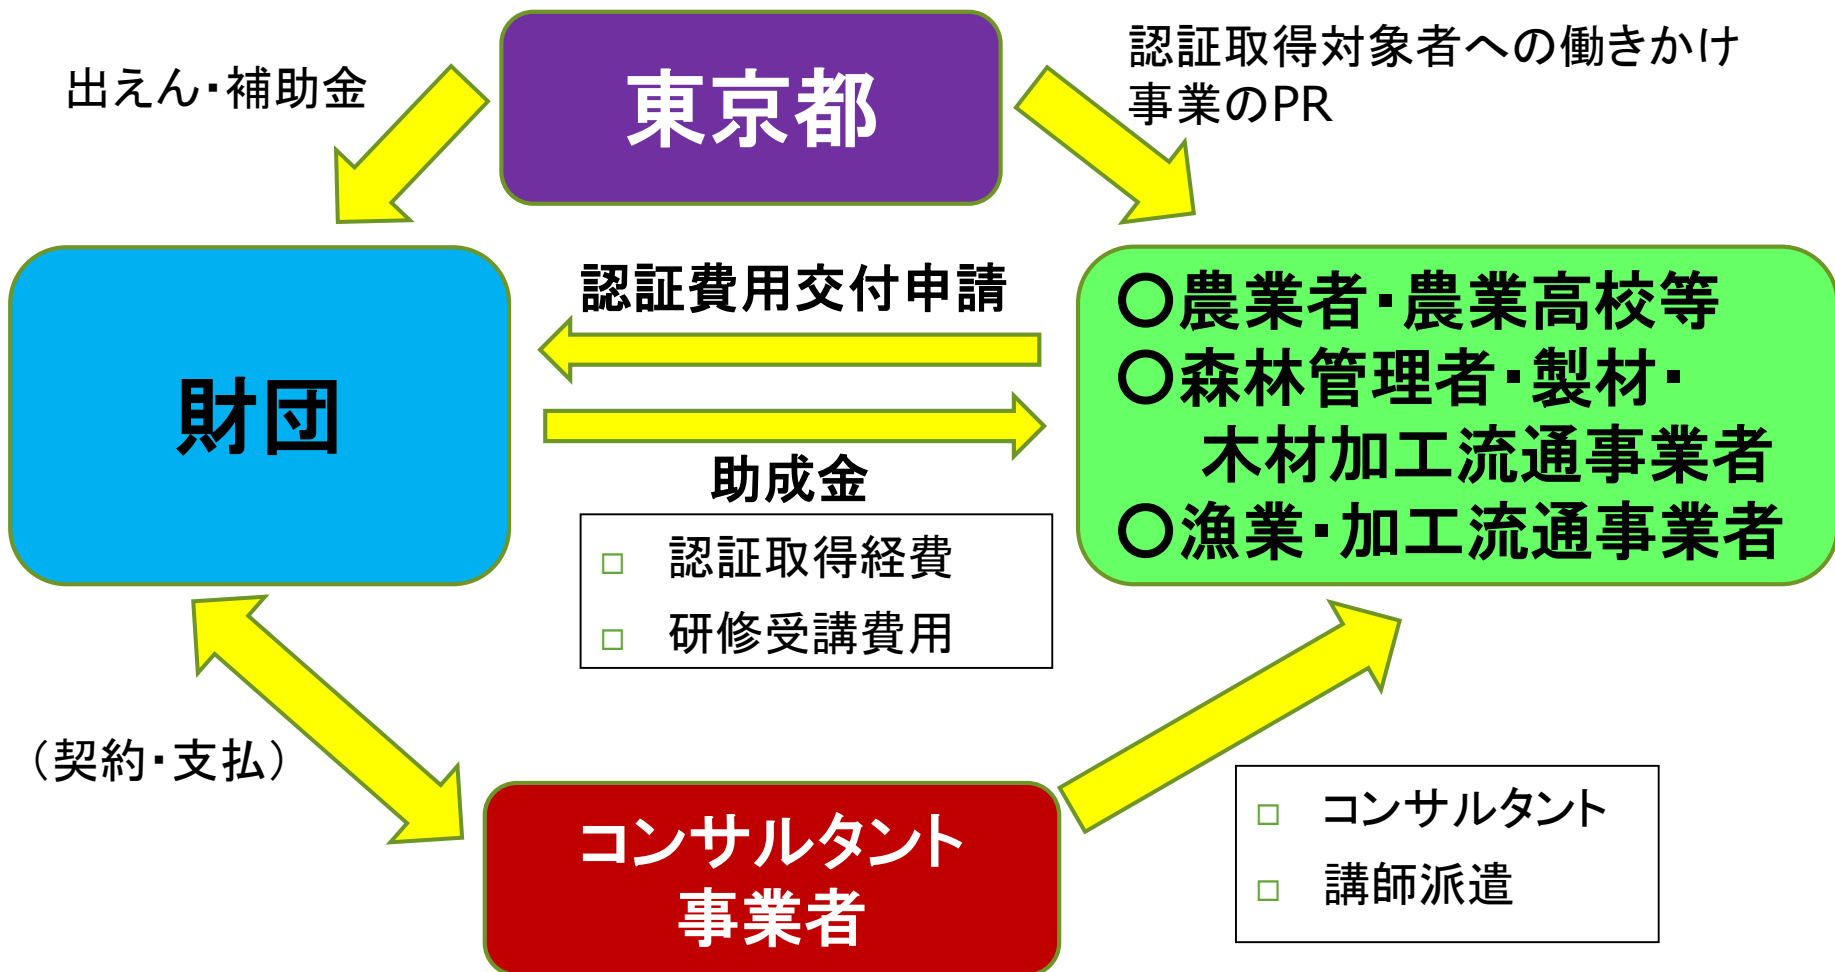 東京都
出えん・補助金
認証取得対象者への働きかけ
事業のPR
財団
認証費用交付申請
助成金
□ 認証取得経費
□ 研修受講費用
○農業者・農業高校等
○森林管理者・製材・
木材加工流通事業者
○漁業・加工流通事業者
（契約・支払）
コンサルタント
事業者
□ コンサルタント
□ 講師派遣